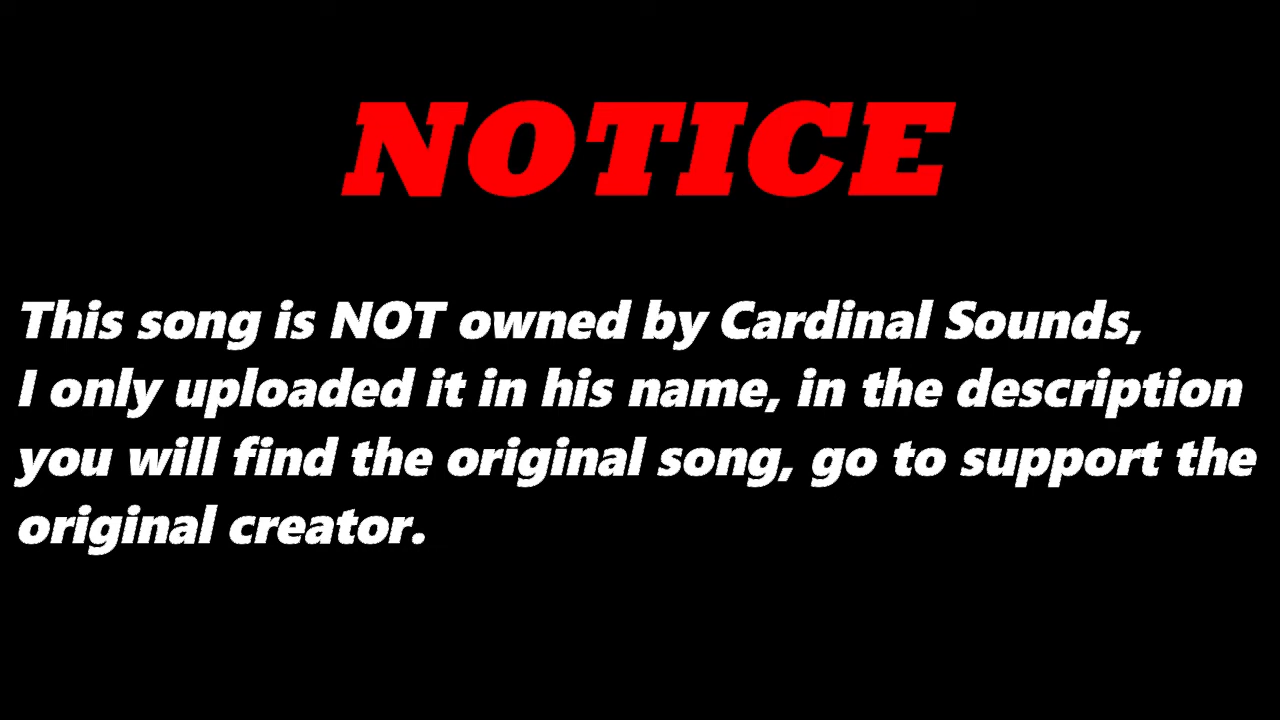 NOTICE
This song is NOT owned by Cardinal Sounds,
I only uploaded it in his name, in the description
you will find the original song, go to support the
original creator.